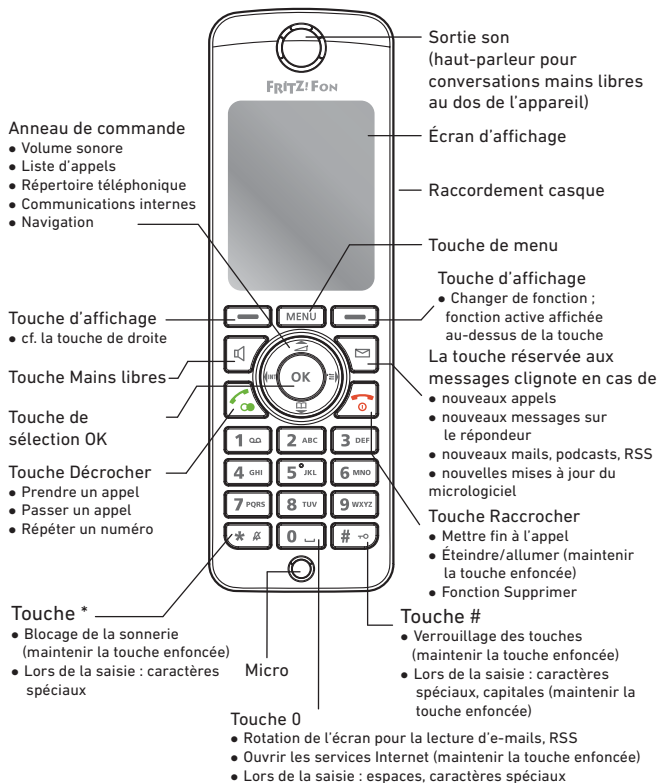 Sortie son
(haut-parleur pour
conversations mains libres
au dos de l'appareil)
FRITZ! FON
Anneau de commande
• Volume sonore
• Liste d'appels
• Répertoire téléphonique
• Communications internes
• Navigation
Écran d'affichage
Raccordement casque
Touche de menu
Touche d'affichage
• Changer de fonction ;
fonction active affichée
au-dessus de la touche
Touche d'affichage
• cf. la touche de droite
MENU
La touche réservée aux
messages clignote en cas de
• nouveaux appels
• nouveaux messages sur
le répondeur
• nouveaux mails, podcasts, RSS
• nouvelles mises à jour du
micrologiciel
Touche Mains libres
INT
OK
Touche de
sélection OK
Touche Décrocher
• Prendre un appel
• Passer un appel
• Répéter un numéro
1
2 ABC
3 DEF
4 GHI
5 JKL
6 MNO
7 PQRS
8 TUV
9 WXYZ
*
0
#
Touche Raccrocher
• Mettre fin à l'appel
• Éteindre/allumer (maintenir
la touche enfoncée)
• Fonction Supprimer
Touche *
• Blocage de la sonnerie
(maintenir la touche enfoncée)
• Lors de la saisie : caractères
spéciaux
Micro
Touche #
• Verrouillage des touches
(maintenir la touche enfoncée)
• Lors de la saisie : caractères
spéciaux, capitales (maintenir la
touche enfoncée)
Touche 0
• Rotation de l'écran pour la lecture d'e-mails, RSS
• Ouvrir les services Internet (maintenir la touche enfoncée)
• Lors de la saisie : espaces, caractères spéciaux